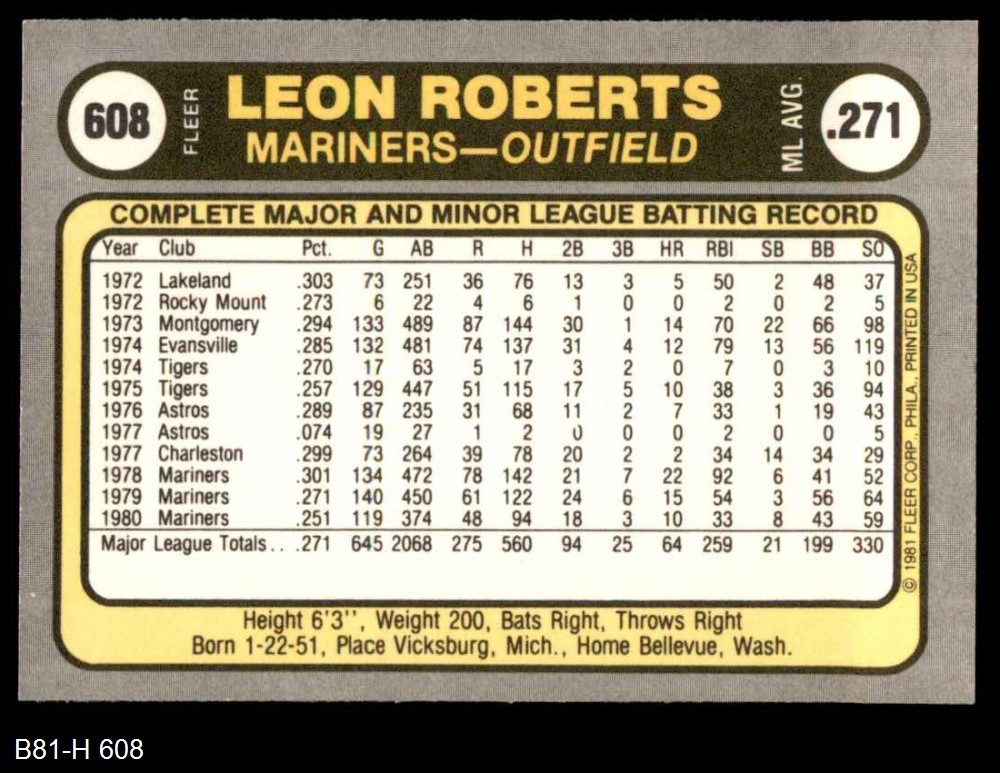 608 FLEER LEON ROBERTS ML AVG. .271
MARINERS—OUTFIELD
COMPLETE MAJOR AND MINOR LEAGUE BATTING RECORD
Year Club Pct. G AB R H 2B 3B HR RBI SB BB SO
1972 Lakeland .303 73 251 36 76 13 3 5 50 2 48 37
1972 Rocky Mount .273 6 22 4 6 1 0 0 2 0 2 5
1973 Montgomery .294 133 489 87 144 30 1 14 70 22 66 98
1974 Evansville .285 132 481 74 137 31 4 12 79 13 56 119
1974 Tigers .270 17 63 5 17 3 2 0 7 0 3 10
1975 Tigers .257 129 447 51 115 17 5 10 38 3 36 94
1976 Astros .289 87 235 31 68 11 2 7 33 1 19 43
1977 Astros .074 19 27 1 2 0 0 0 2 0 0 5
1977 Charleston .299 73 264 39 78 20 2 2 34 14 34 29
1978 Mariners .301 134 472 78 142 21 7 22 92 6 41 52
1979 Mariners .271 140 450 61 122 24 6 15 54 3 56 64
1980 Mariners .251 119 374 48 94 18 3 10 33 8 43 59
Major League Totals.. .271 645 2068 275 560 94 25 64 259 21 199 330
© 1981 FLEER CORP., PHILA., PRINTED IN USA
Height 6'3'', Weight 200, Bats Right, Throws Right
Born 1-22-51, Place Vicksburg, Mich., Home Bellevue, Wash.
B81-H 608